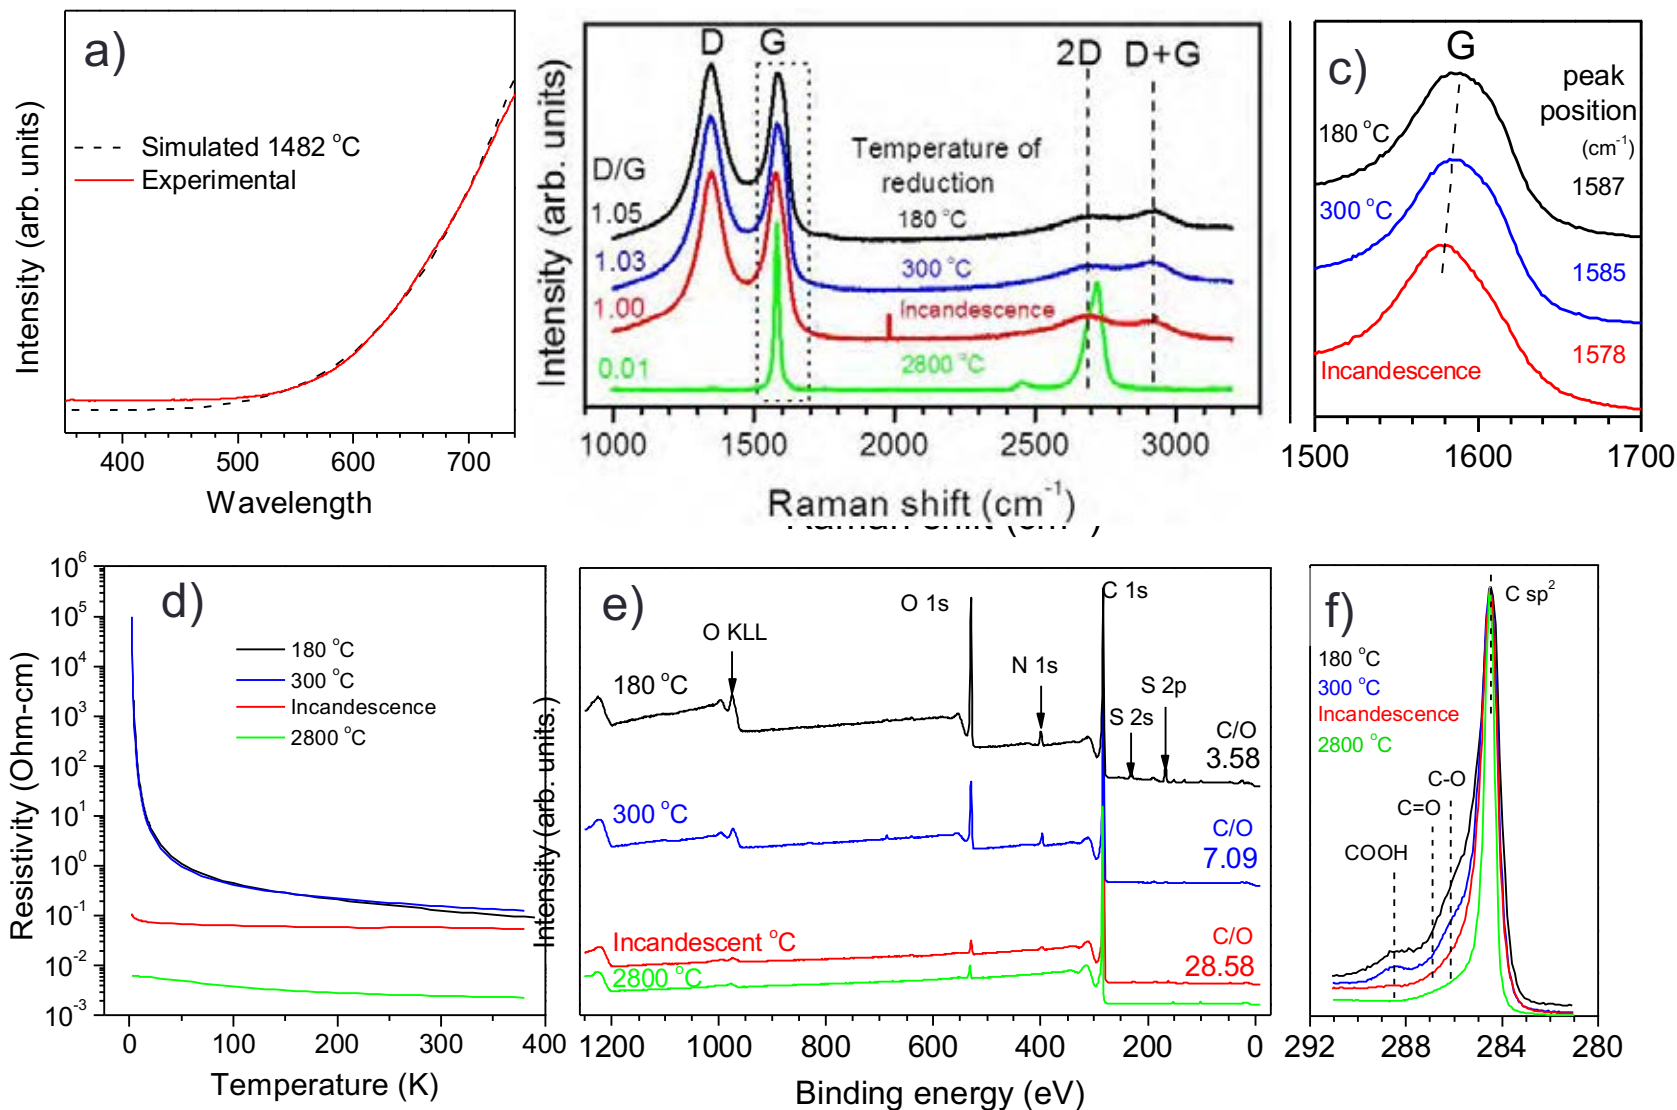 a)
Simulated 1482 °C
Experimental
Intensity (arb. units)
400 500 600 700
Wavelength
D G 2D D+G
D/G
1.05
1.03
1.00
0.01
Temperature of
reduction
180 °C
300 °C
Incandescence
2800 °C
Intensity (arb. units)
1000 1500 2000 2500 3000
Raman shift (cm⁻¹)
c)
G
peak
position
(cm⁻¹)
180 °C
1587
300 °C
1585
Incandescence
1578
1500 1600 1700
d)
180 °C
300 °C
Incandescence
2800 °C
Resistivity (Ohm-cm)
10⁶
10⁵
10⁴
10³
10²
10¹
10⁰
10⁻¹
10⁻²
10⁻³
0 100 200 300 400
Temperature (K)
e)
O KLL
O 1s
N 1s
S 2s
S 2p
C 1s
180 °C
C/O
3.58
300 °C
C/O
7.09
Incandescent °C
C/O
28.58
2800 °C
Intensity (arb. units.)
1200 1000 800 600 400 200 0
Binding energy (eV)
f)
C sp²
180 °C
300 °C
Incandescence
2800 °C
C-O
C=O
COOH
292 288 284 280